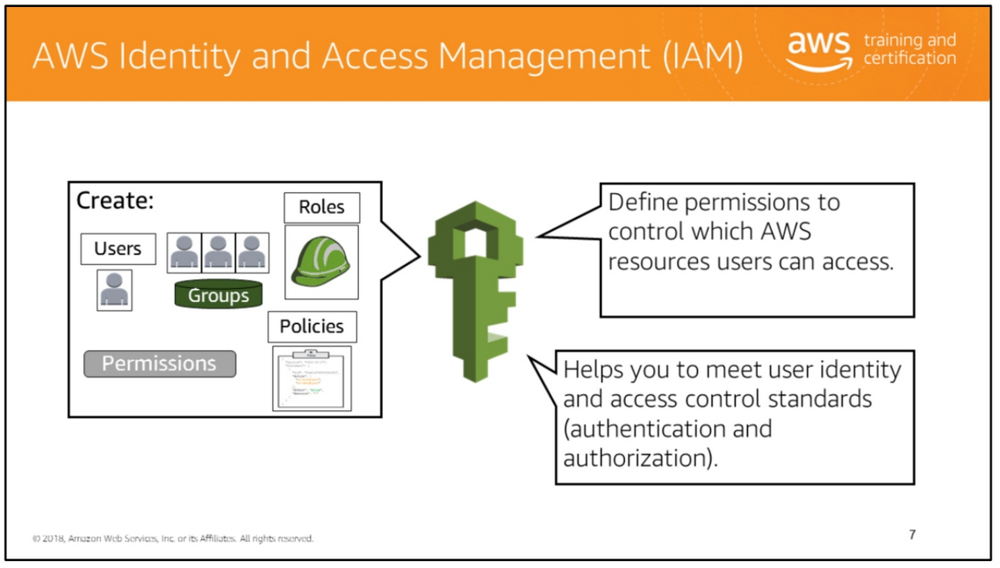 AWS Identity and Access Management (IAM)
aws training and
certification
Create:
Users
Groups
Roles
Policies
Permissions
Define permissions to
control which AWS
resources users can access.
Helps you to meet user identity
and access control standards
(authentication and
authorization).
© 2018, Amazon Web Services, Inc. or its Affiliates. All rights reserved.
7